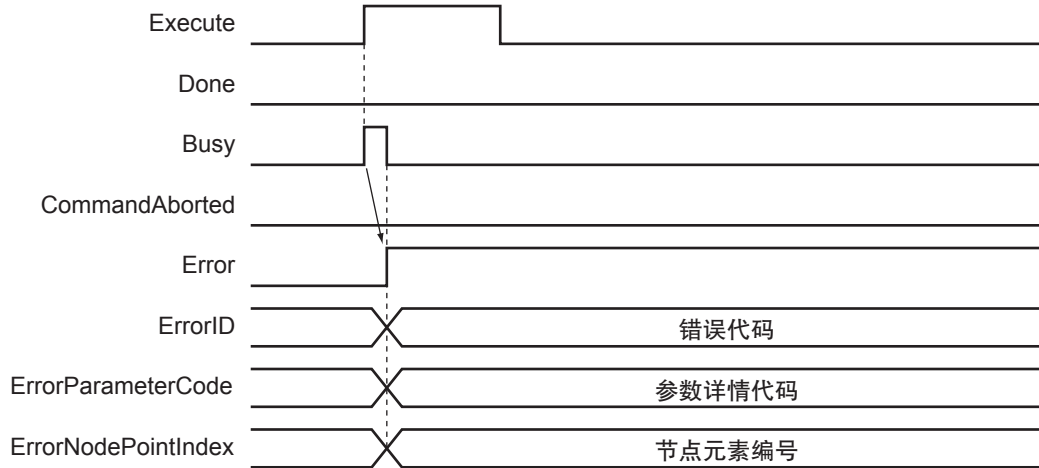 Execute
Done
Busy
CommandAborted
Error
ErrorID
错误代码
ErrorParameterCode
参数详情代码
ErrorNodePointIndex
节点元素编号